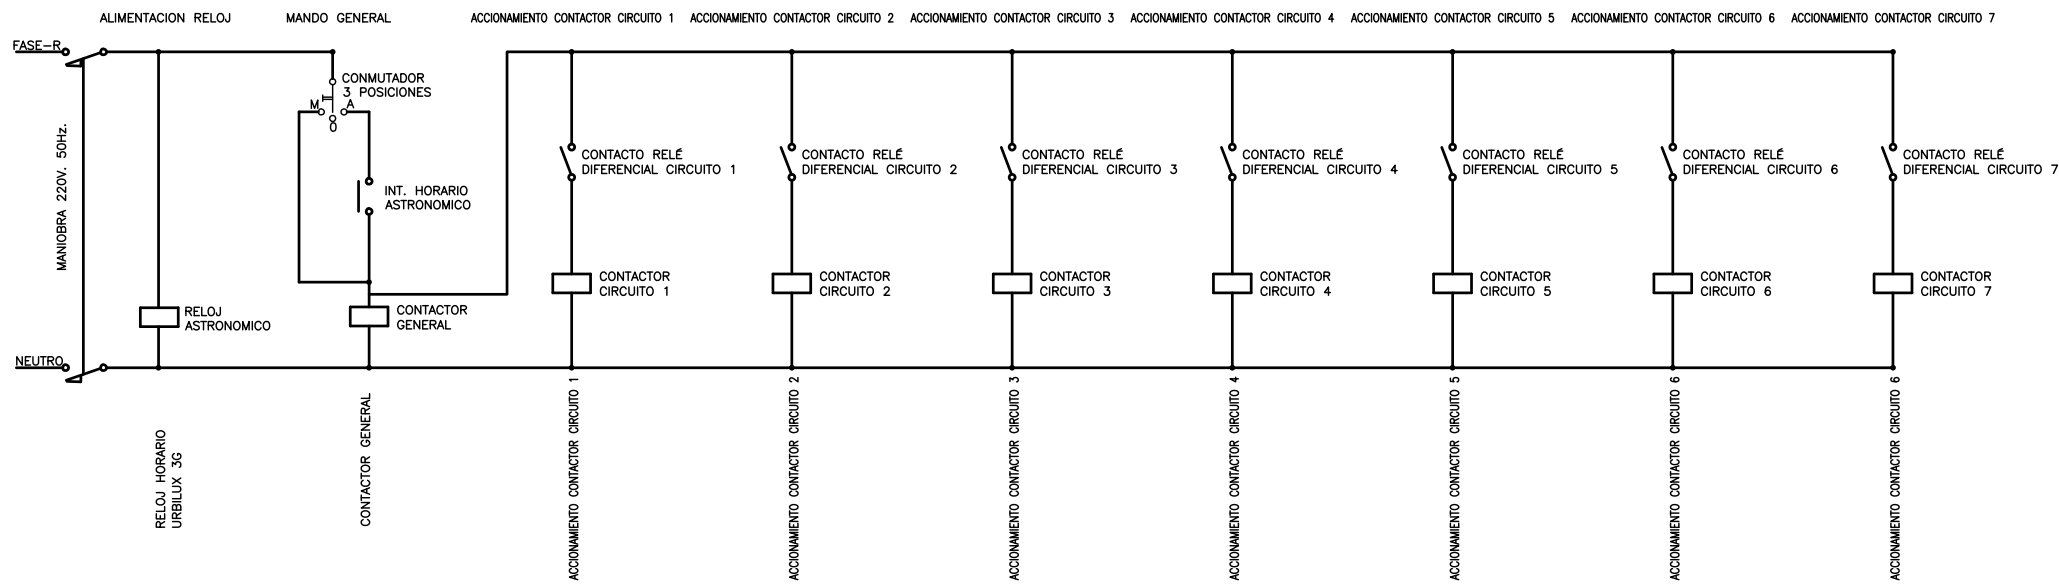 ALIMENTACION RELOJ
MANDO GENERAL
ACCIONAMIENTO CONTACTOR CIRCUITO 1
ACCIONAMIENTO CONTACTOR CIRCUITO 2
ACCIONAMIENTO CONTACTOR CIRCUITO 3
ACCIONAMIENTO CONTACTOR CIRCUITO 4
ACCIONAMIENTO CONTACTOR CIRCUITO 5
ACCIONAMIENTO CONTACTOR CIRCUITO 6
ACCIONAMIENTO CONTACTOR CIRCUITO 7
FASE-R
CONMUTADOR
3 POSICIONES
M
A
0
MANIOBRA 220V. 50Hz.
INT. HORARIO
ASTRONOMICO
CONTACTO RELÉ
DIFERENCIAL CIRCUITO 1
CONTACTO RELÉ
DIFERENCIAL CIRCUITO 2
CONTACTO RELÉ
DIFERENCIAL CIRCUITO 3
CONTACTO RELÉ
DIFERENCIAL CIRCUITO 4
CONTACTO RELÉ
DIFERENCIAL CIRCUITO 5
CONTACTO RELÉ
DIFERENCIAL CIRCUITO 6
CONTACTO RELÉ
DIFERENCIAL CIRCUITO 7
RELOJ
ASTRONOMICO
CONTACTOR
GENERAL
CONTACTOR
CIRCUITO 1
CONTACTOR
CIRCUITO 2
CONTACTOR
CIRCUITO 3
CONTACTOR
CIRCUITO 4
CONTACTOR
CIRCUITO 5
CONTACTOR
CIRCUITO 6
CONTACTOR
CIRCUITO 7
NEUTRO
RELOJ HORARIO
URBILUX 3G
CONTACTOR GENERAL
ACCIONAMIENTO CONTACTOR CIRCUITO 1
ACCIONAMIENTO CONTACTOR CIRCUITO 2
ACCIONAMIENTO CONTACTOR CIRCUITO 3
ACCIONAMIENTO CONTACTOR CIRCUITO 4
ACCIONAMIENTO CONTACTOR CIRCUITO 5
ACCIONAMIENTO CONTACTOR CIRCUITO 6
ACCIONAMIENTO CONTACTOR CIRCUITO 6